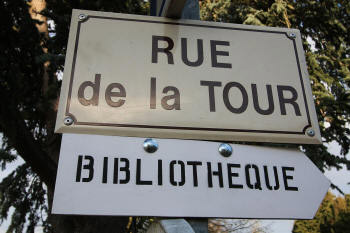 RUE
de la TOUR
BIBLIOTHEQUE